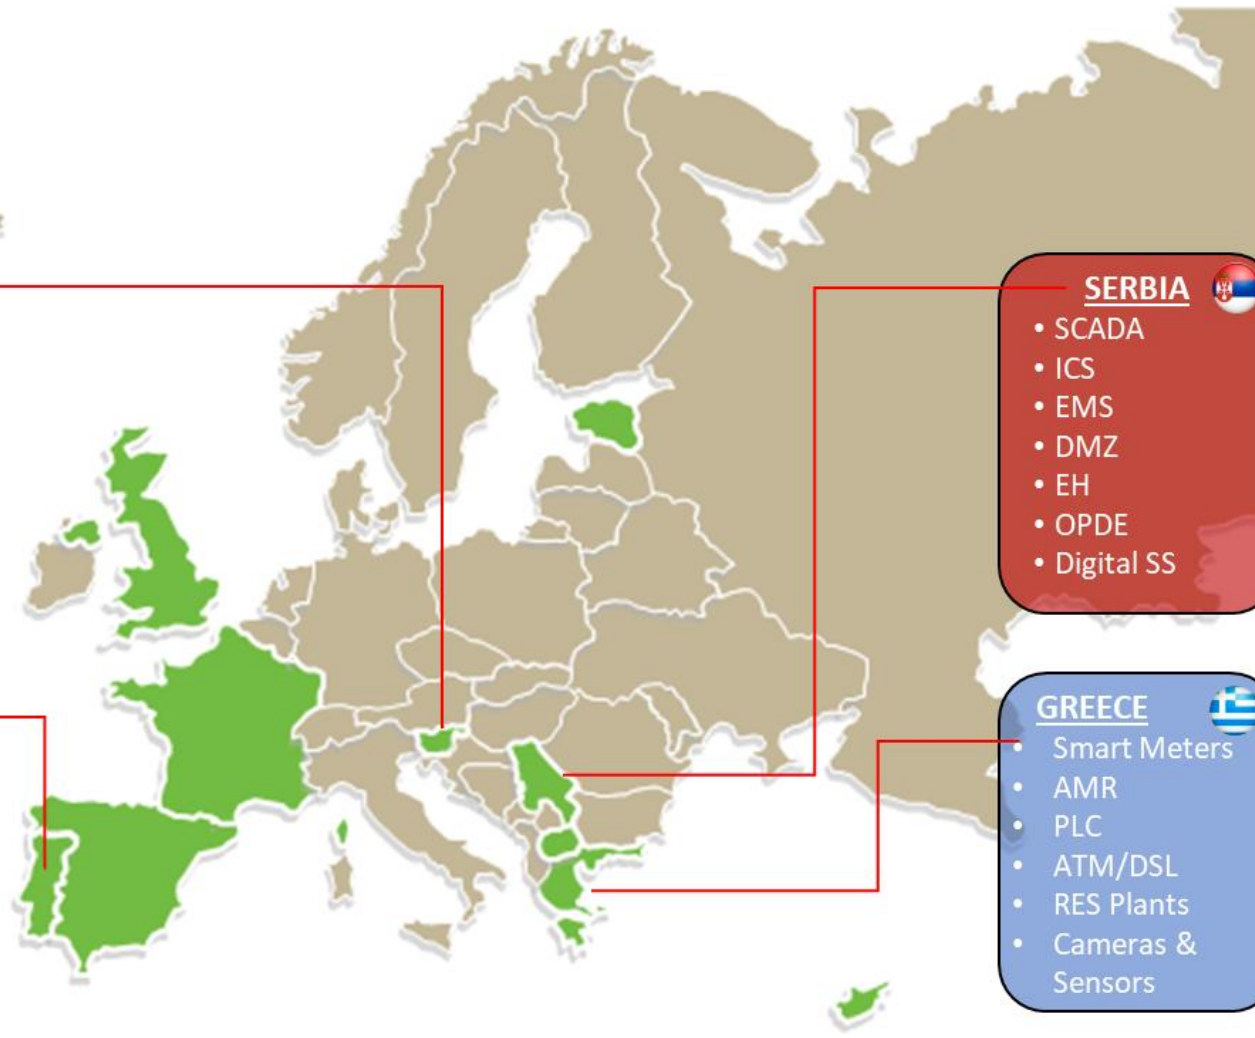 SERBIA
• SCADA
• ICS
• EMS
• DMZ
• EH
• OPDE
• Digital SS
GREECE
• Smart Meters
• AMR
• PLC
• ATM/DSL
• RES Plants
• Cameras &
Sensors